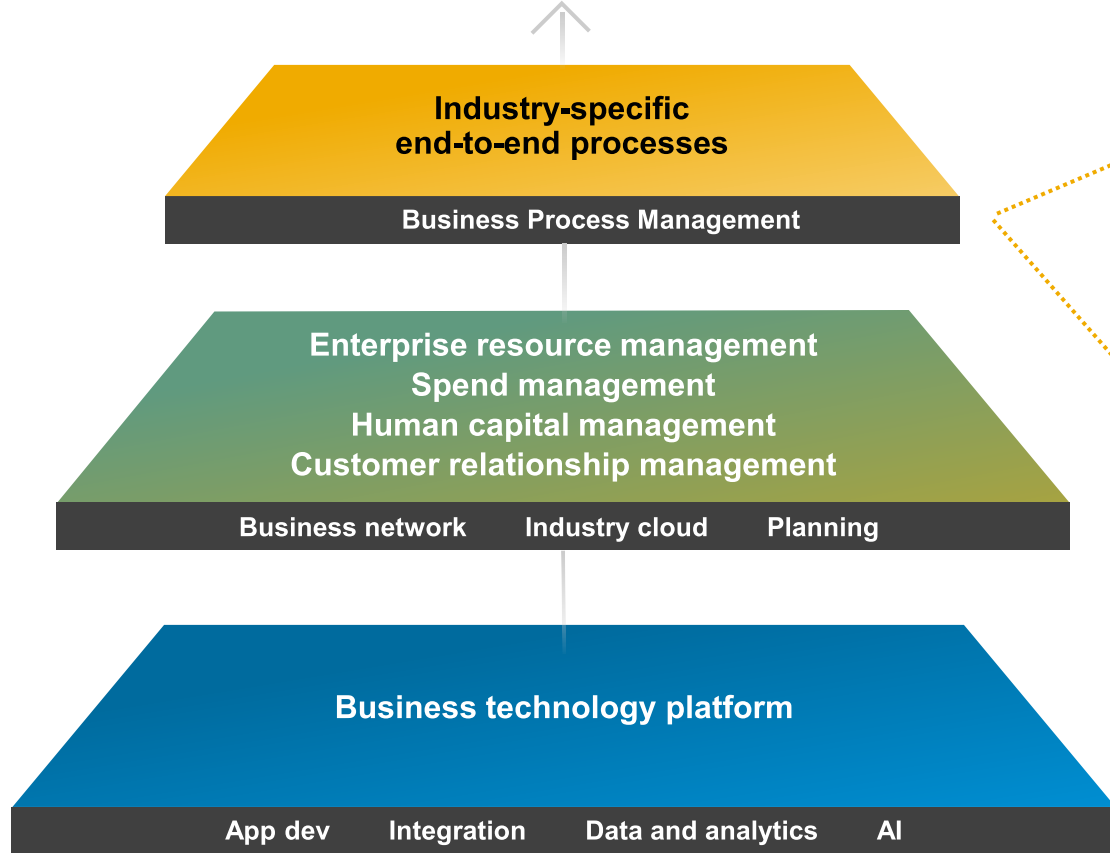 Industry-specific
end-to-end processes
Business Process Management
Enterprise resource management
Spend management
Human capital management
Customer relationship management
Business network Industry cloud Planning
Business technology platform
App dev Integration Data and analytics AI